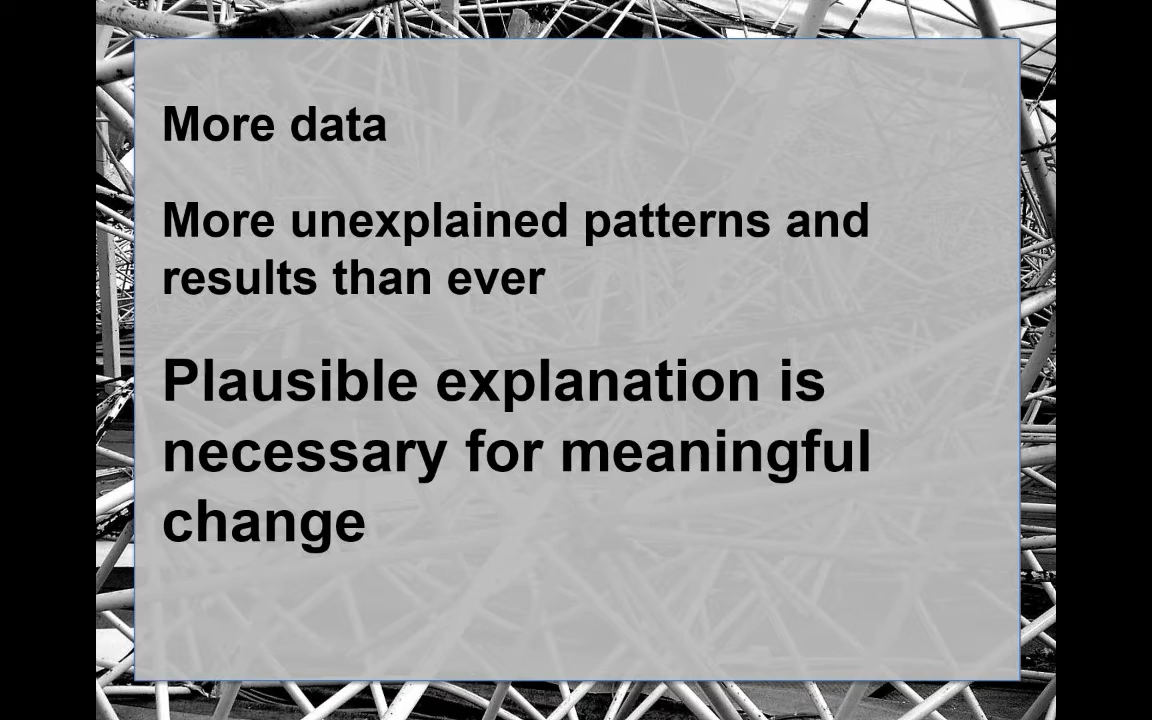 More data
More unexplained patterns and
results than ever
Plausible explanation is
necessary for meaningful
change